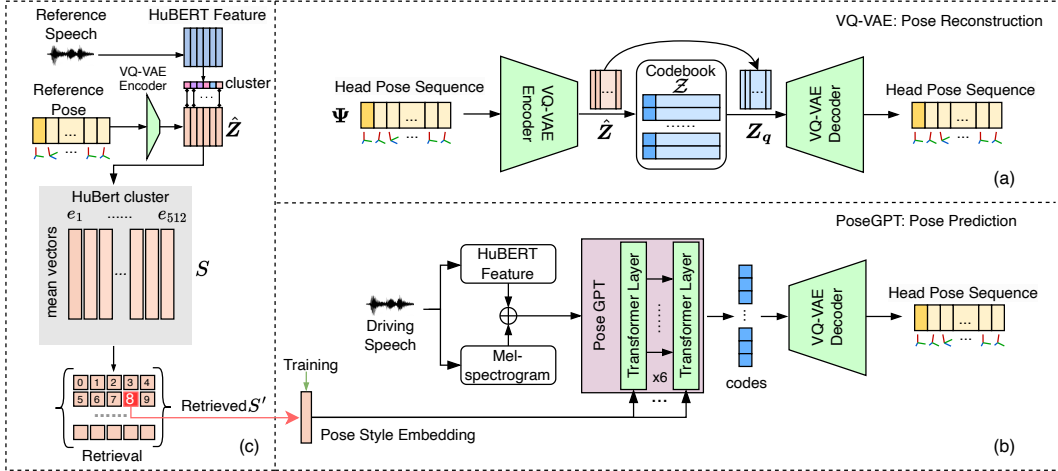 Reference
Speech
HuBERT Feature
VQ-VAE
Encoder
cluster
...
Reference
Pose
...
Ẑ
...
HuBert cluster
e₁ ...... e₅₁₂
mean vectors
...
S
0 1 2 3 4
5 6 7 8 9
Retrieval
Retrieved S′
(c)
VQ-VAE: Pose Reconstruction
Head Pose Sequence
Ψ
...
...
VQ-VAE
Encoder
...
Ẑ
Codebook
𝒵
......
...
Z_q
VQ-VAE
Decoder
Head Pose Sequence
...
...
(a)
PoseGPT: Pose Prediction
Driving
Speech
HuBERT
Feature
Mel-
spectrogram
Pose GPT
Transformer Layer
......
x6
Transformer Layer
...
codes
VQ-VAE
Decoder
Head Pose Sequence
...
...
Training
Pose Style Embedding
(b)